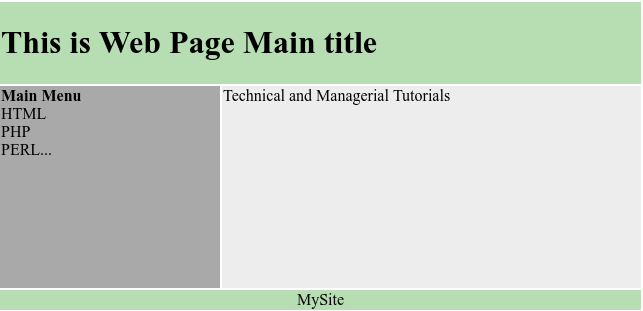 This is Web Page Main title
Main Menu
HTML
PHP
PERL...
Technical and Managerial Tutorials
MySite